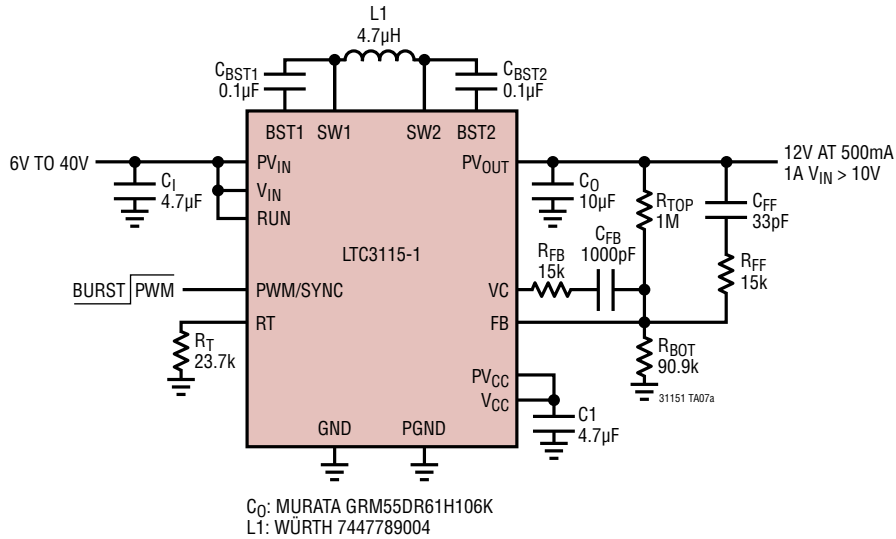 L1
4.7µH
CBST1
0.1µF
CBST2
0.1µF
BST1 SW1 SW2 BST2
6V TO 40V
PVIN
PVOUT
12V AT 500mA
1A VIN > 10V
CI
4.7µF
VIN
RUN
CO
10µF
RTOP
1M
CFF
33pF
LTC3115-1
RFB
15k
CFB
1000pF
RFF
15k
BURST PWM
PWM/SYNC
VC
RT
FB
RT
23.7k
RBOT
90.9k
PVCC
VCC
31151 TA07a
C1
4.7µF
GND PGND
CO: MURATA GRM55DR61H106K
L1: WÜRTH 7447789004